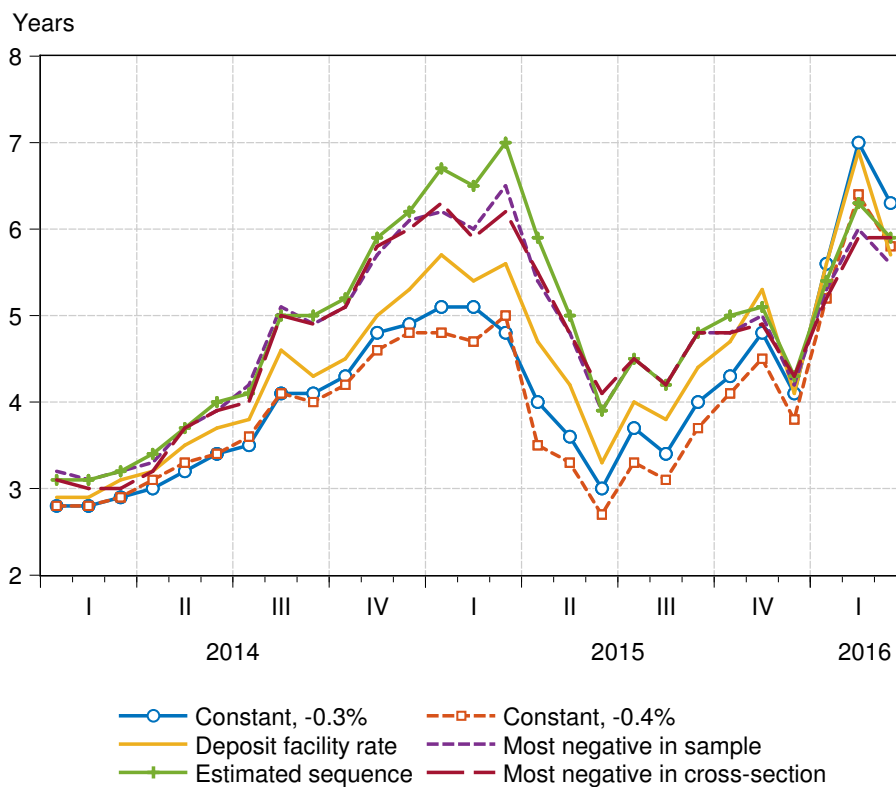 Years
8
7
6
5
4
3
2
I II III IV I II III IV I
2014 2015 2016
Constant, -0.3% Constant, -0.4%
Deposit facility rate Most negative in sample
Estimated sequence Most negative in cross-section